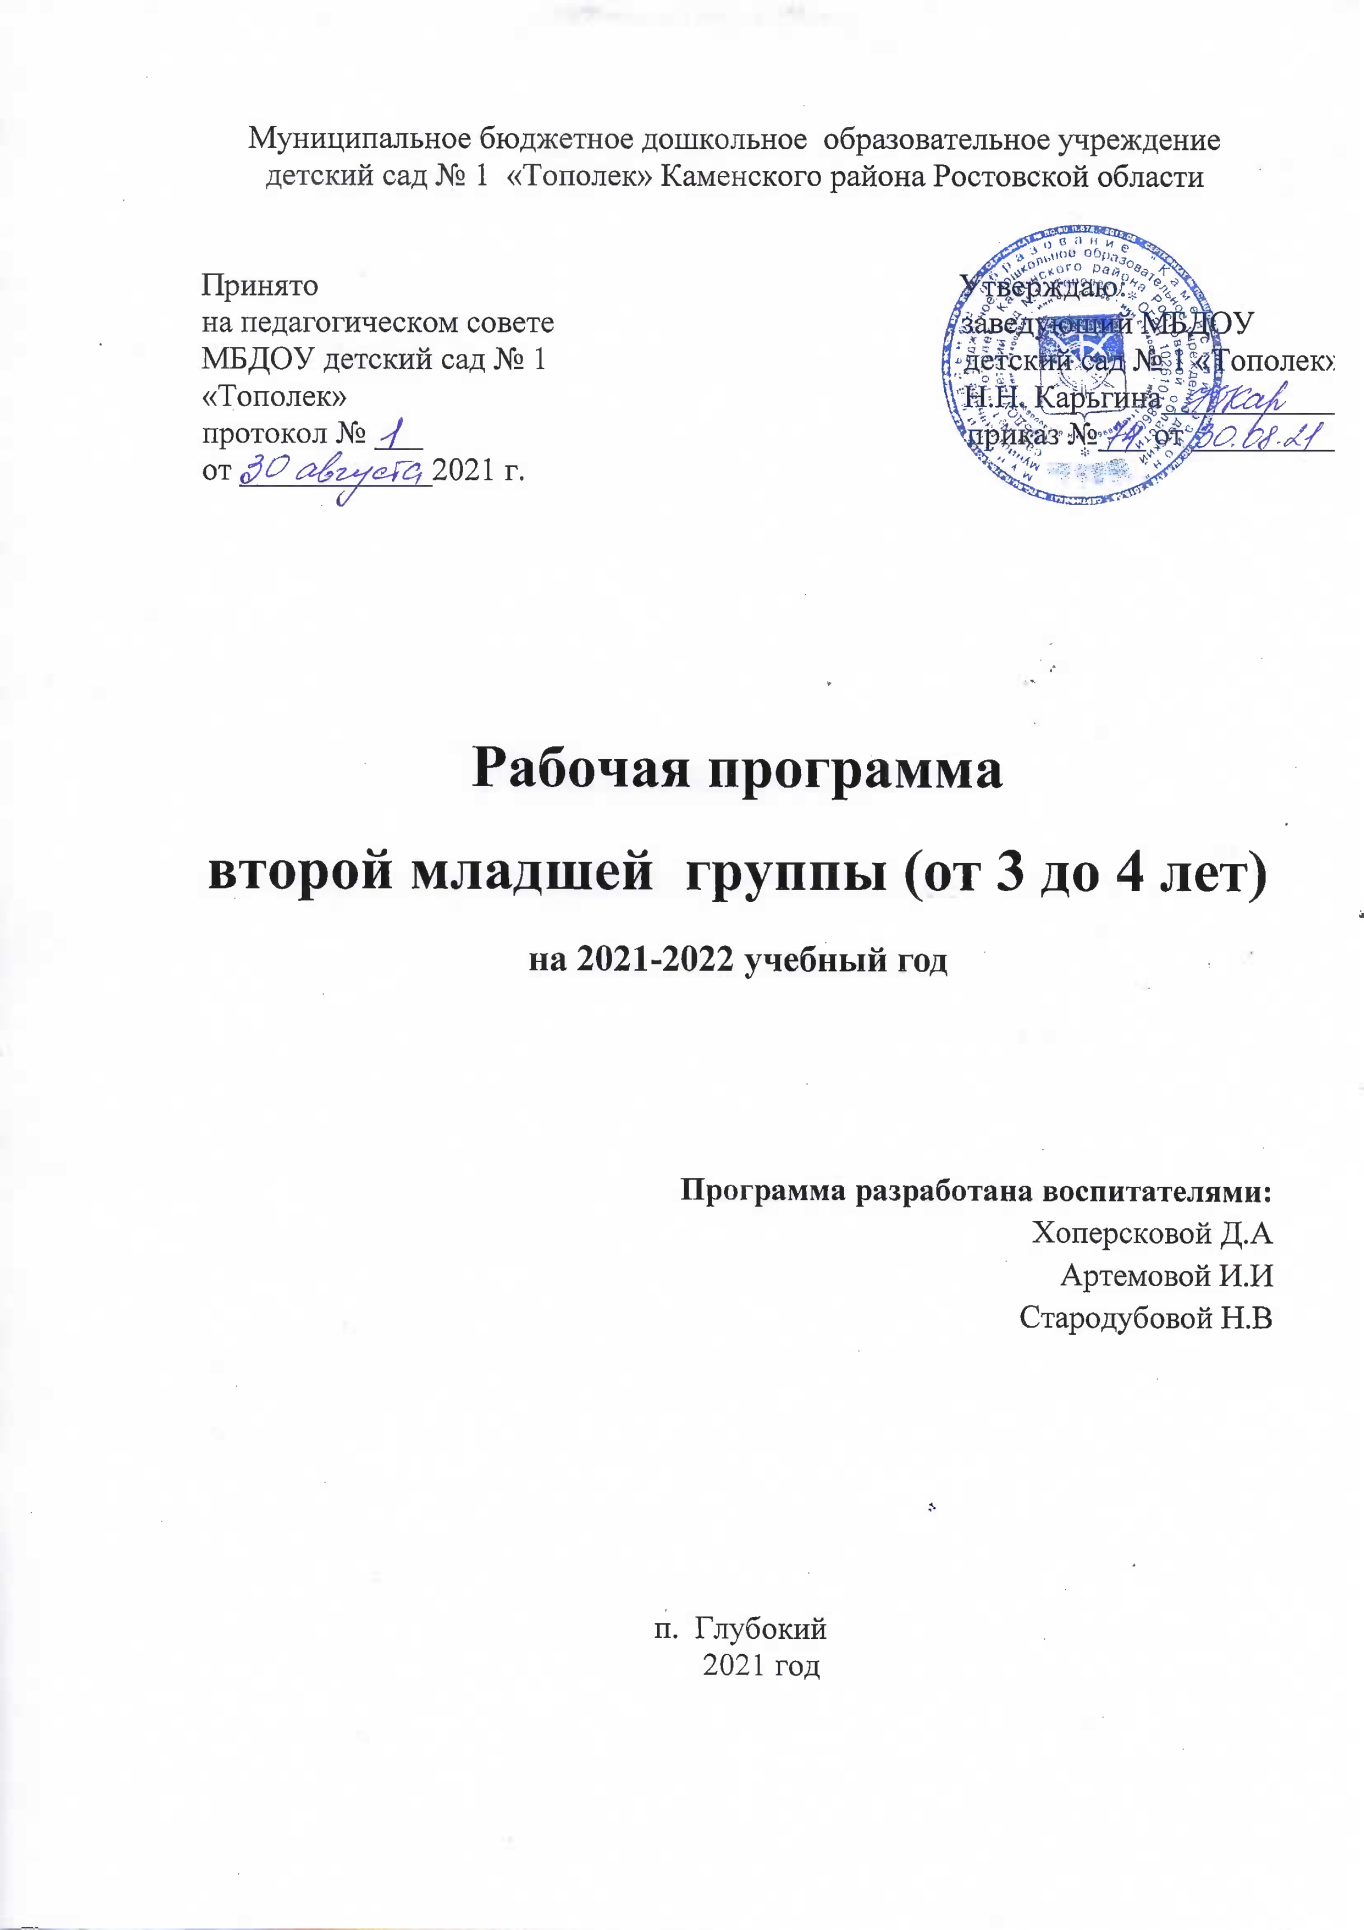 Муниципальное бюджетное дошкольное образовательное учреждение
детский сад № 1 «Тополек» Каменского района Ростовской области
Принято
на педагогическом совете
МБДОУ детский сад № 1
«Тополек»
протокол № 1
от 30 августа 2021 г.
Утверждаю:
заведующий МБДОУ
детский сад № 1 «Тополек»
Н.Н. Карьгина
приказ № от 30.08.21
Рабочая программа
второй младшей группы (от 3 до 4 лет)
на 2021-2022 учебный год
Программа разработана воспитателями:
Хоперсковой Д.А
Артемовой И.И
Стародубовой Н.В
п. Глубокий
2021 год